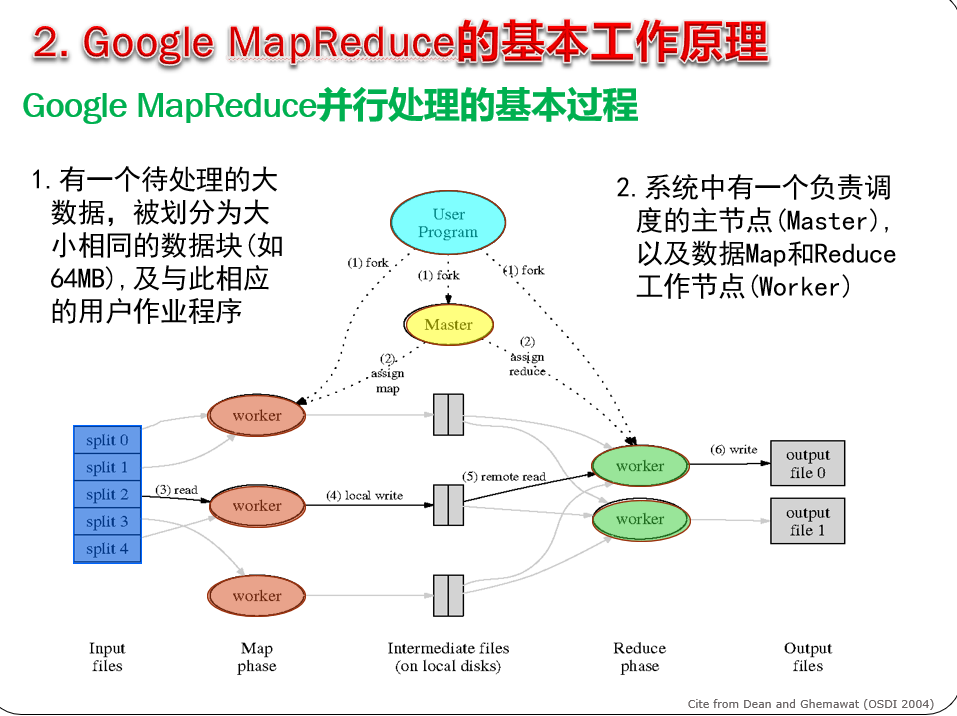 2. Google MapReduce的基本工作原理
Google MapReduce并行处理的基本过程
1.有一个待处理的大
数据，被划分为大
小相同的数据块(如
64MB),及与此相应
的用户作业程序
2.系统中有一个负责调
度的主节点(Master),
以及数据Map和Reduce
工作节点(Worker)
User
Program
(1) fork
(1) fork
(1) fork
Master
(2)
assign
map
(2)
assign
reduce
worker
split 0
split 1
split 2
split 3
split 4
(3) read
worker
(4) local write
(5) remote read
worker
worker
(6) write
output
file 0
worker
output
file 1
Input
files
Map
phase
Intermediate files
(on local disks)
Reduce
phase
Output
files
Cite from Dean and Ghemawat (OSDI 2004)